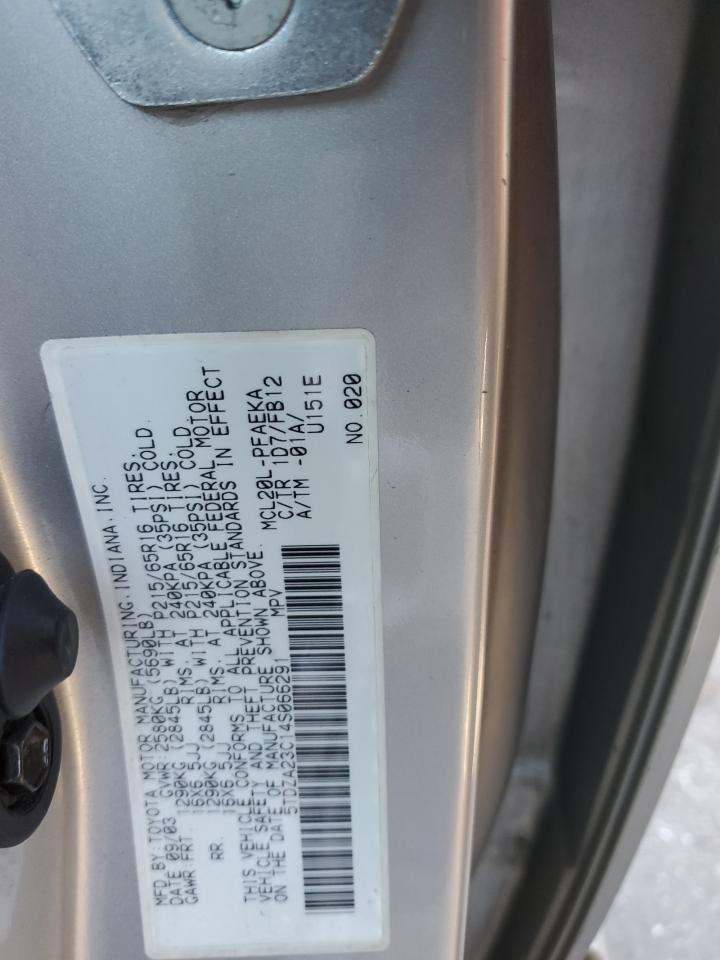 MFD.BY:TOYOTA MOTOR MANUFACTURING,INDIANA,INC.
DATE:09/03 GVWR:2580KG(5690LB)
GAWR:FRT. 1290KG(2845LB) WITH P215/65R16 TIRES,
16X6.5JJ RIMS, AT 240KPA(35PSI) COLD.
RR. 1290KG(2845LB) WITH P215/65R16 TIRES,
16X6.5JJ RIMS, AT 240KPA(35PSI) COLD.
THIS VEHICLE CONFORMS TO ALL APPLICABLE FEDERAL MOTOR
VEHICLE SAFETY AND THEFT PREVENTION STANDARDS IN EFFECT
ON THE DATE OF MANUFACTURE SHOWN ABOVE.
5TDZA23C14S066291 MPV
MCL20L-PFAEKA
C/TR 1D7/FB12
A/TM -01A/
U151E
NO.020